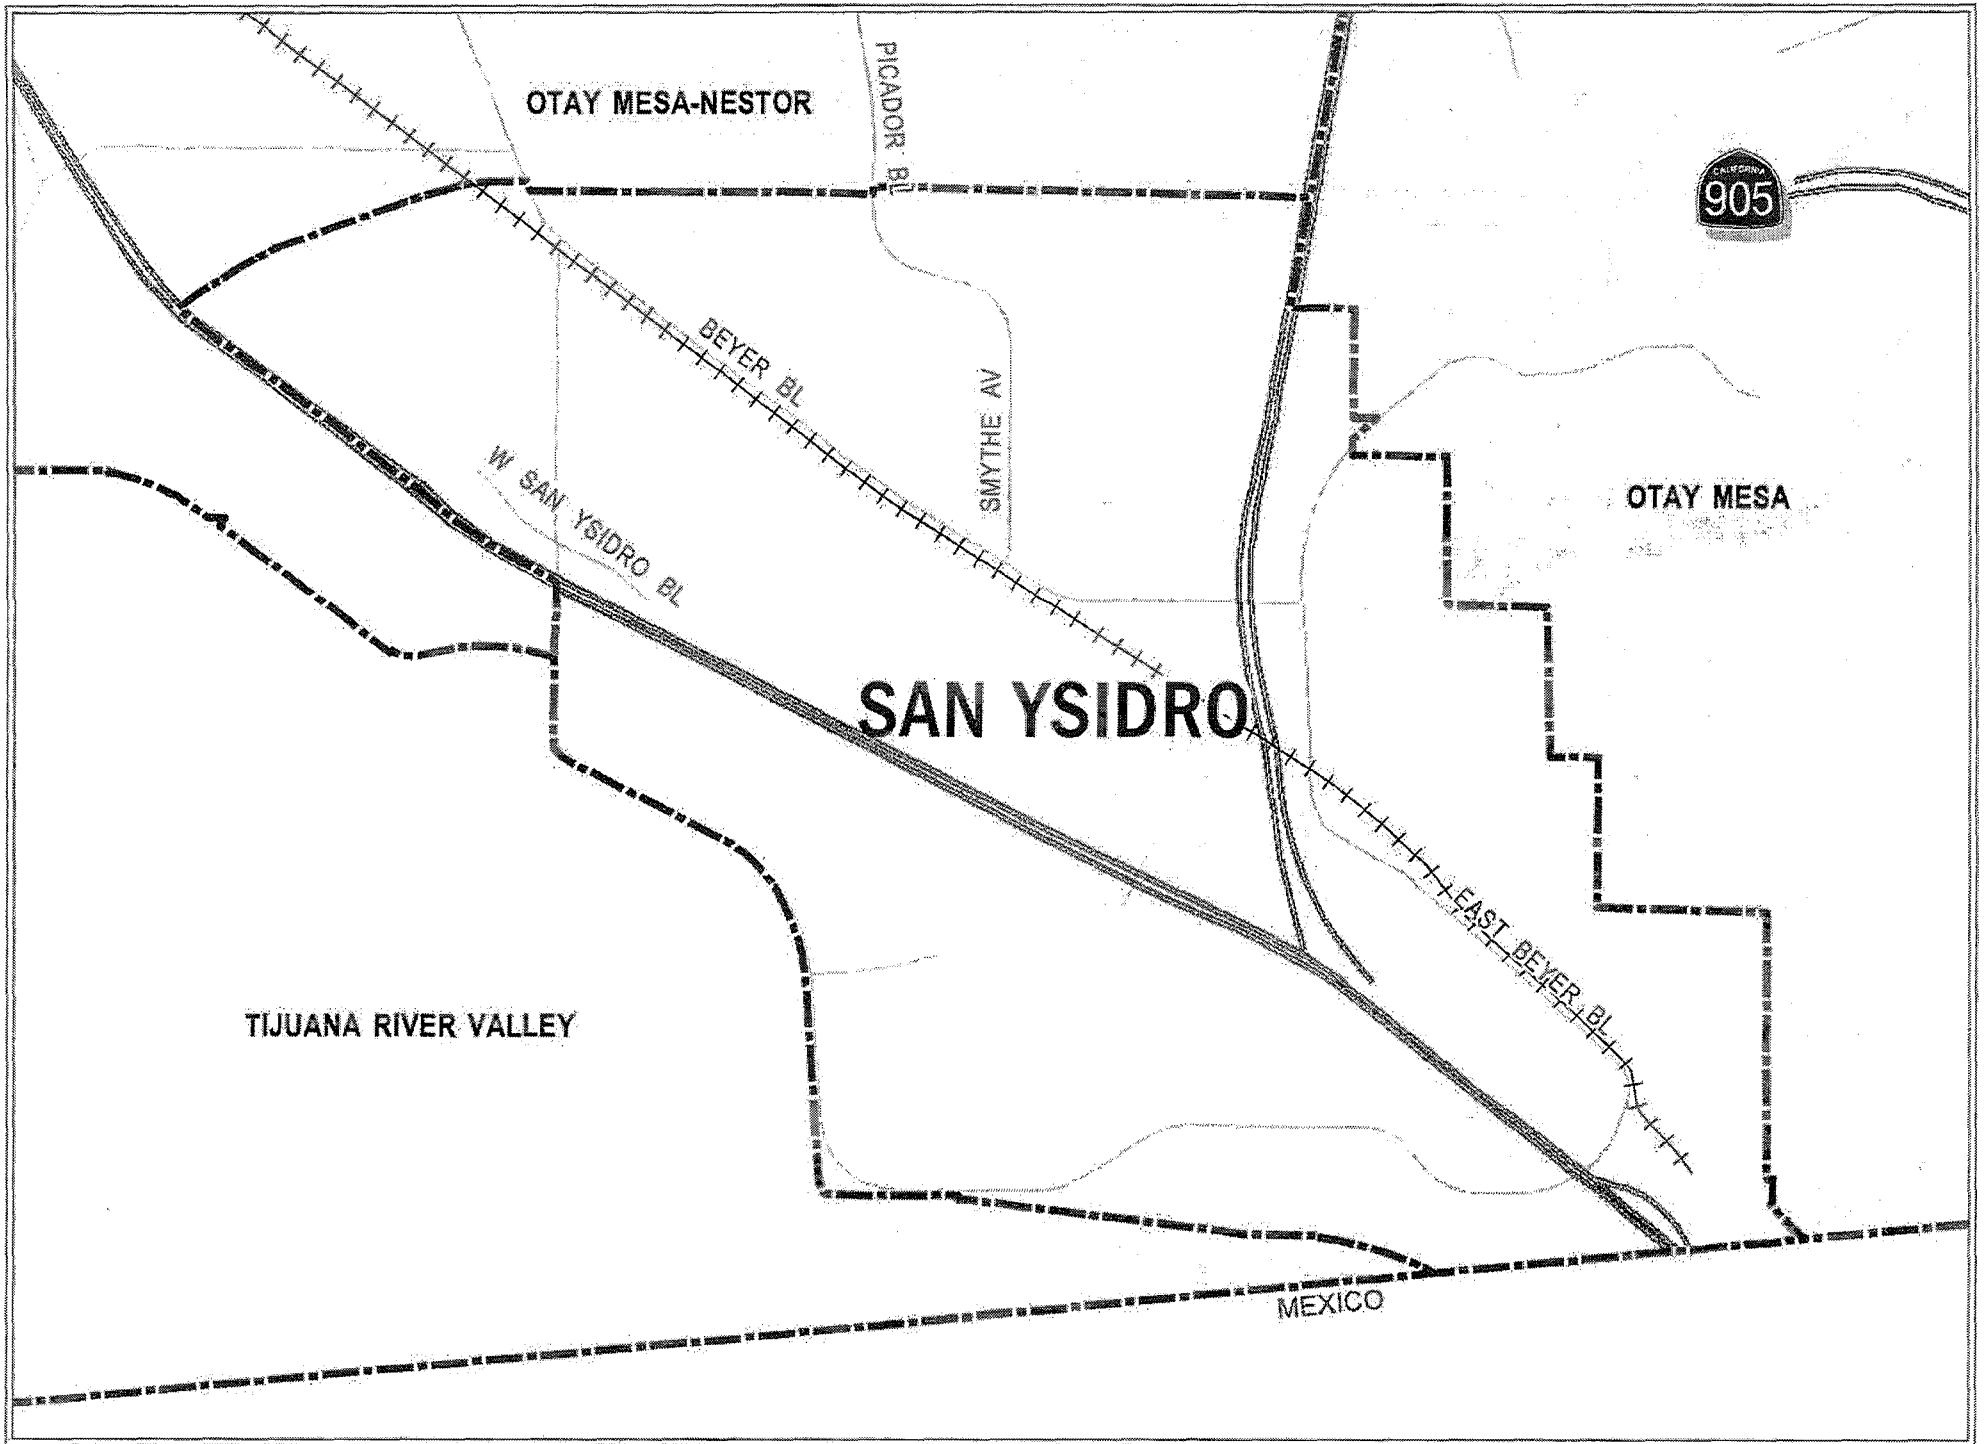 OTAY MESA-NESTOR
PICADOR BL
CALIFORNIA
905
BEYER BL
SMYTHE AV
W SAN YSIDRO BL
OTAY MESA
SAN YSIDRO
EAST BEYER BL
TIJUANA RIVER VALLEY
MEXICO